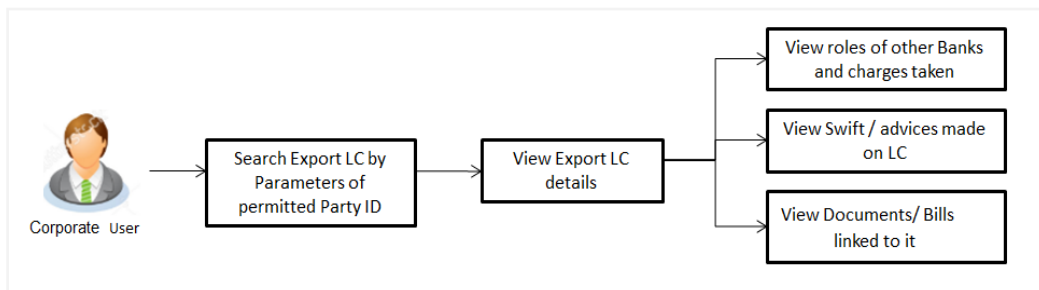 Corporate User
Search Export LC by
Parameters of
permitted Party ID
View Export LC
details
View roles of other Banks
and charges taken
View Swift / advices made
on LC
View Documents/ Bills
linked to it